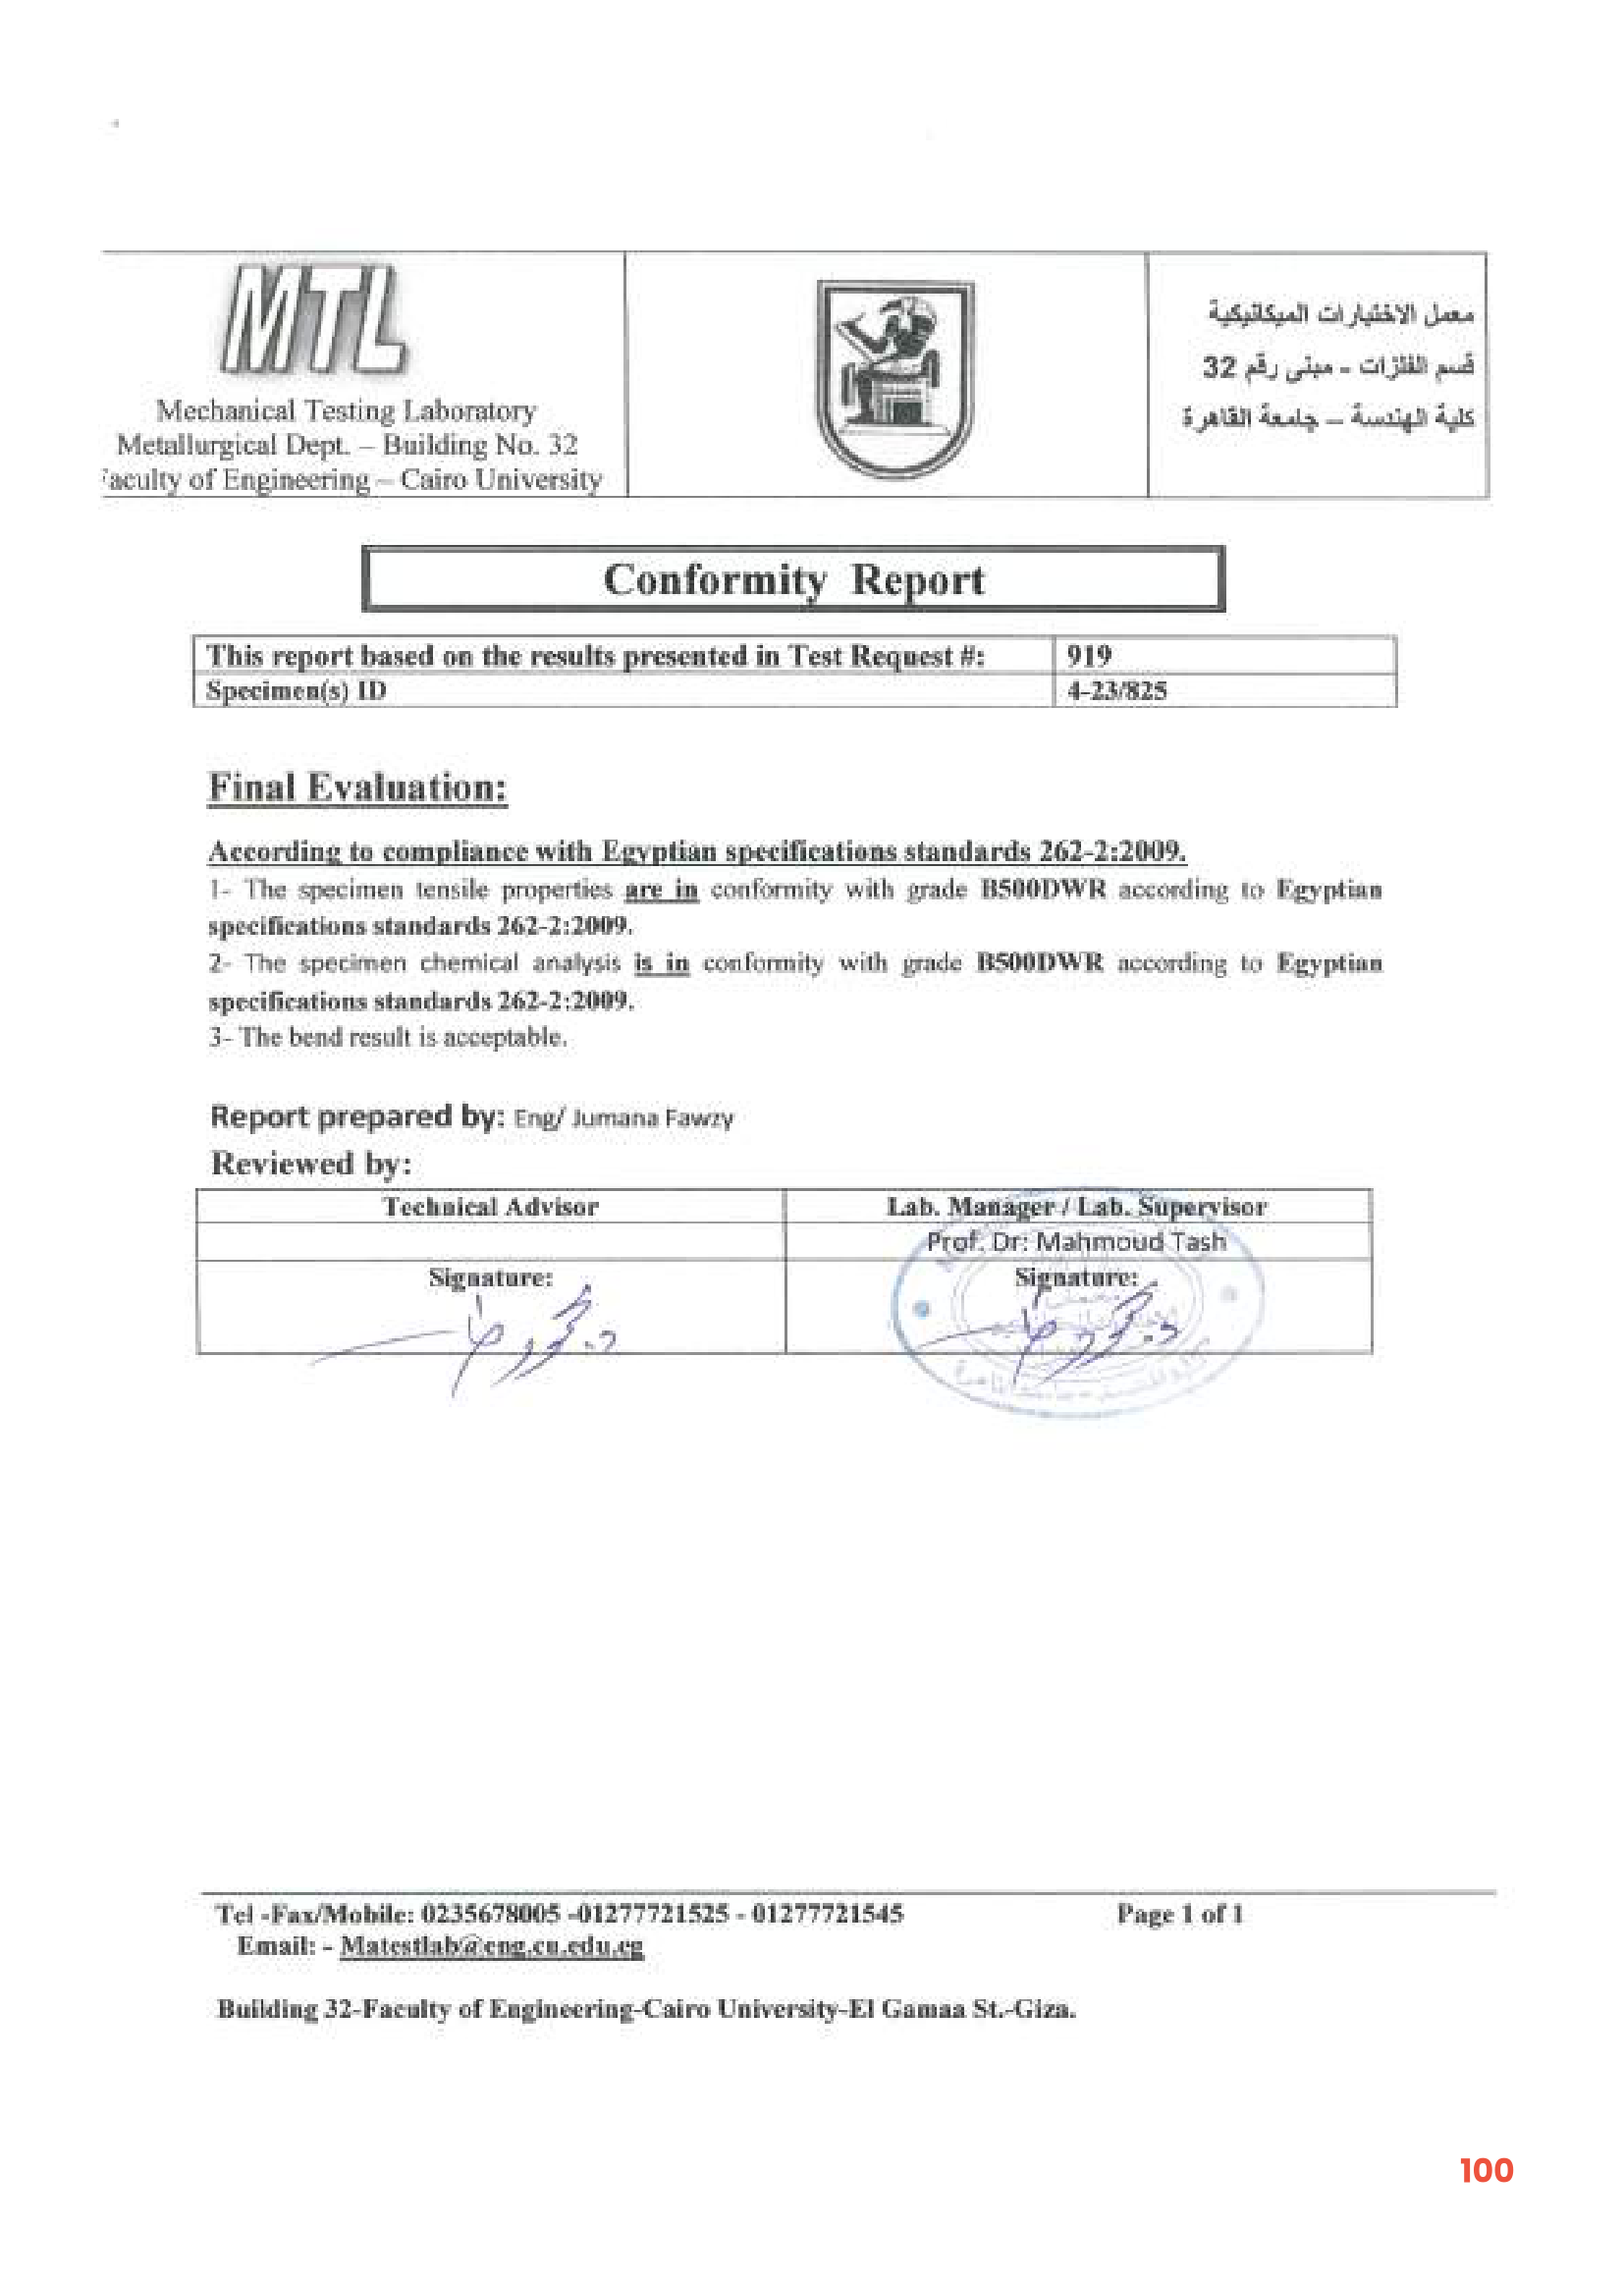 MTL
Mechanical Testing Laboratory
Metallurgical Dept. – Building No. 32
aculty of Engineering – Cairo University
معمل الاختبارات الميكانيكية
قسم الفلزات - مبنى رقم 32
كلية الهندسة – جامعة القاهرة
Conformity Report
This report based on the results presented in Test Request #: 919
Specimen(s) ID 4-23/825
Final Evaluation:
According to compliance with Egyptian specifications standards 262-2:2009.
1- The specimen tensile properties are in conformity with grade B500DWR according to Egyptian
specifications standards 262-2:2009.
2- The specimen chemical analysis is in conformity with grade B500DWR according to Egyptian
specifications standards 262-2:2009.
3- The bend result is acceptable.
Report prepared by: Eng/ Jumana Fawzy
Reviewed by:
Technical Advisor Lab. Manager / Lab. Supervisor
Prof. Dr: Mahmoud Tash
Signature: Signature:
Tel -Fax/Mobile: 0235678005 -01277721525 - 01277721545 Page 1 of 1
Email: - Matestlab@eng.cu.edu.eg
Building 32-Faculty of Engineering-Cairo University-El Gamaa St.-Giza.
100